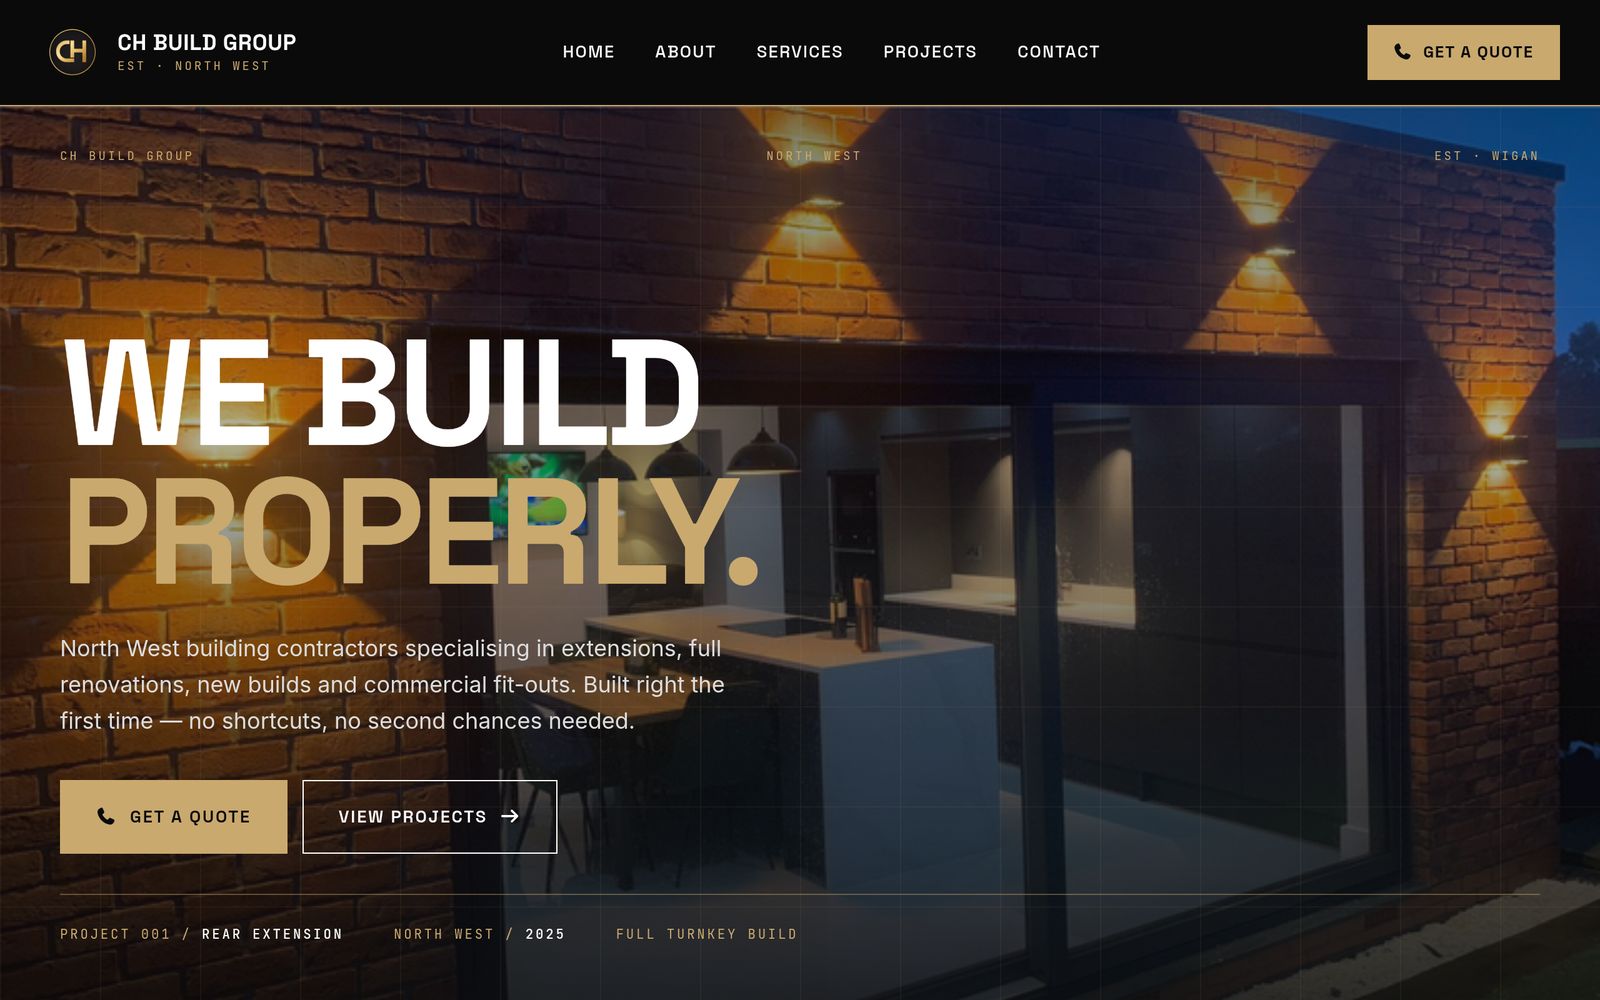 CH
CH BUILD GROUP
EST · NORTH WEST
HOME ABOUT SERVICES PROJECTS CONTACT
GET A QUOTE
CH BUILD GROUP
NORTH WEST
EST · WIGAN
WE BUILD
PROPERLY.
North West building contractors specialising in extensions, full
renovations, new builds and commercial fit-outs. Built right the
first time — no shortcuts, no second chances needed.
GET A QUOTE
VIEW PROJECTS →
PROJECT 001 / REAR EXTENSION
NORTH WEST / 2025
FULL TURNKEY BUILD